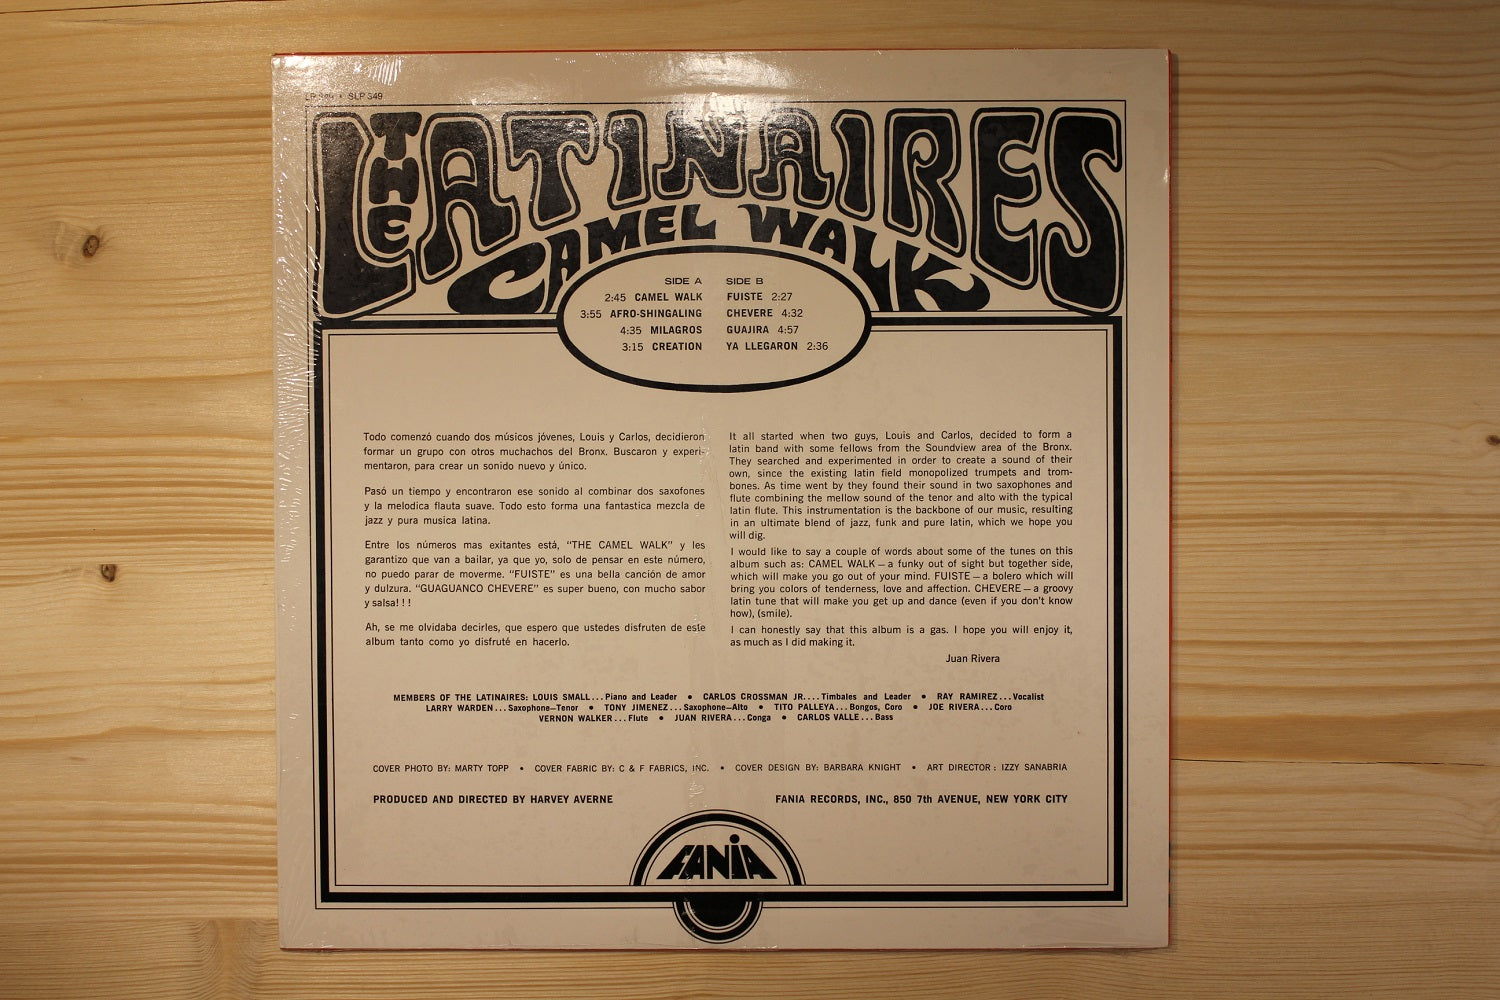 LP 349 • SLP 349
THE LATINAIRES
CAMEL WALK
SIDE A
2:45 CAMEL WALK
3:55 AFRO-SHINGALING
4:35 MILAGROS
3:15 CREATION
SIDE B
FUISTE 2:27
CHEVERE 4:32
GUAJIRA 4:57
YA LLEGARON 2:36
Todo comenzó cuando dos músicos jóvenes, Louis y Carlos, decidieron
formar un grupo con otros muchachos del Bronx. Buscaron y experi-
mentaron, para crear un sonido nuevo y único.
Pasó un tiempo y encontraron ese sonido al combinar dos saxofones
y la melodica flauta suave. Todo esto forma una fantastica mezcla de
jazz y pura musica latina.
Entre los números mas exitantes está, “THE CAMEL WALK” y les
garantizo que van a bailar, ya que yo, solo de pensar en este número,
no puedo parar de moverme. “FUISTE” es una bella canción de amor
y dulzura. “GUAGUANCO CHEVERE” es super bueno, con mucho sabor
y salsa! ! !
Ah, se me olvidaba decirles, que espero que ustedes disfruten de este
album tanto como yo disfruté en hacerlo.
It all started when two guys, Louis and Carlos, decided to form a
latin band with some fellows from the Soundview area of the Bronx.
They searched and experimented in order to create a sound of their
own, since the existing latin field monopolized trumpets and trom-
bones. As time went by they found their sound in two saxophones and
flute combining the mellow sound of the tenor and alto with the typical
latin flute. This instrumentation is the backbone of our music, resulting
in an ultimate blend of jazz, funk and pure latin, which we hope you
will dig.
I would like to say a couple of words about some of the tunes on this
album such as: CAMEL WALK — a funky out of sight but together side,
which will make you go out of your mind. FUISTE — a bolero which will
bring you colors of tenderness, love and affection. CHEVERE — a groovy
latin tune that will make you get up and dance (even if you don't know
how), (smile).
I can honestly say that this album is a gas. I hope you will enjoy it,
as much as I did making it.
Juan Rivera
MEMBERS OF THE LATINAIRES: LOUIS SMALL...Piano and Leader • CARLOS CROSSMAN JR....Timbales and Leader • RAY RAMIREZ...Vocalist
LARRY WARDEN...Saxophone—Tenor • TONY JIMENEZ...Saxophone—Alto • TITO PALLEYA...Bongos, Coro • JOE RIVERA...Coro
VERNON WALKER...Flute • JUAN RIVERA...Conga • CARLOS VALLE...Bass
COVER PHOTO BY: MARTY TOPP • COVER FABRIC BY: C & F FABRICS, INC. • COVER DESIGN BY: BARBARA KNIGHT • ART DIRECTOR : IZZY SANABRIA
PRODUCED AND DIRECTED BY HARVEY AVERNE
FANIA RECORDS, INC., 850 7th AVENUE, NEW YORK CITY
FANIA